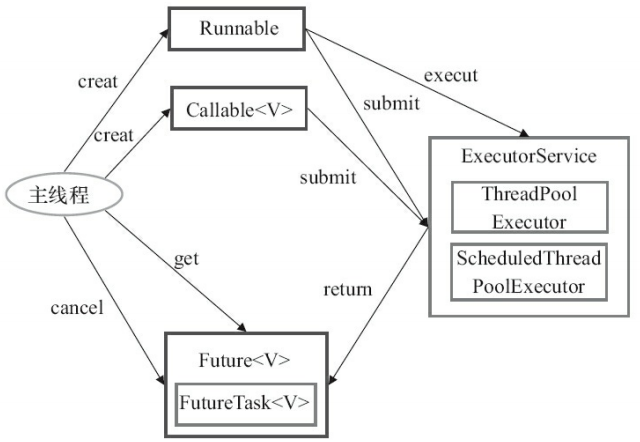 Runnable
execut
creat
submit
Callable<V>
creat
ExecutorService
submit
主线程
ThreadPool
Executor
get
ScheduledThread
PoolExecutor
return
cancel
Future<V>
FutureTask<V>